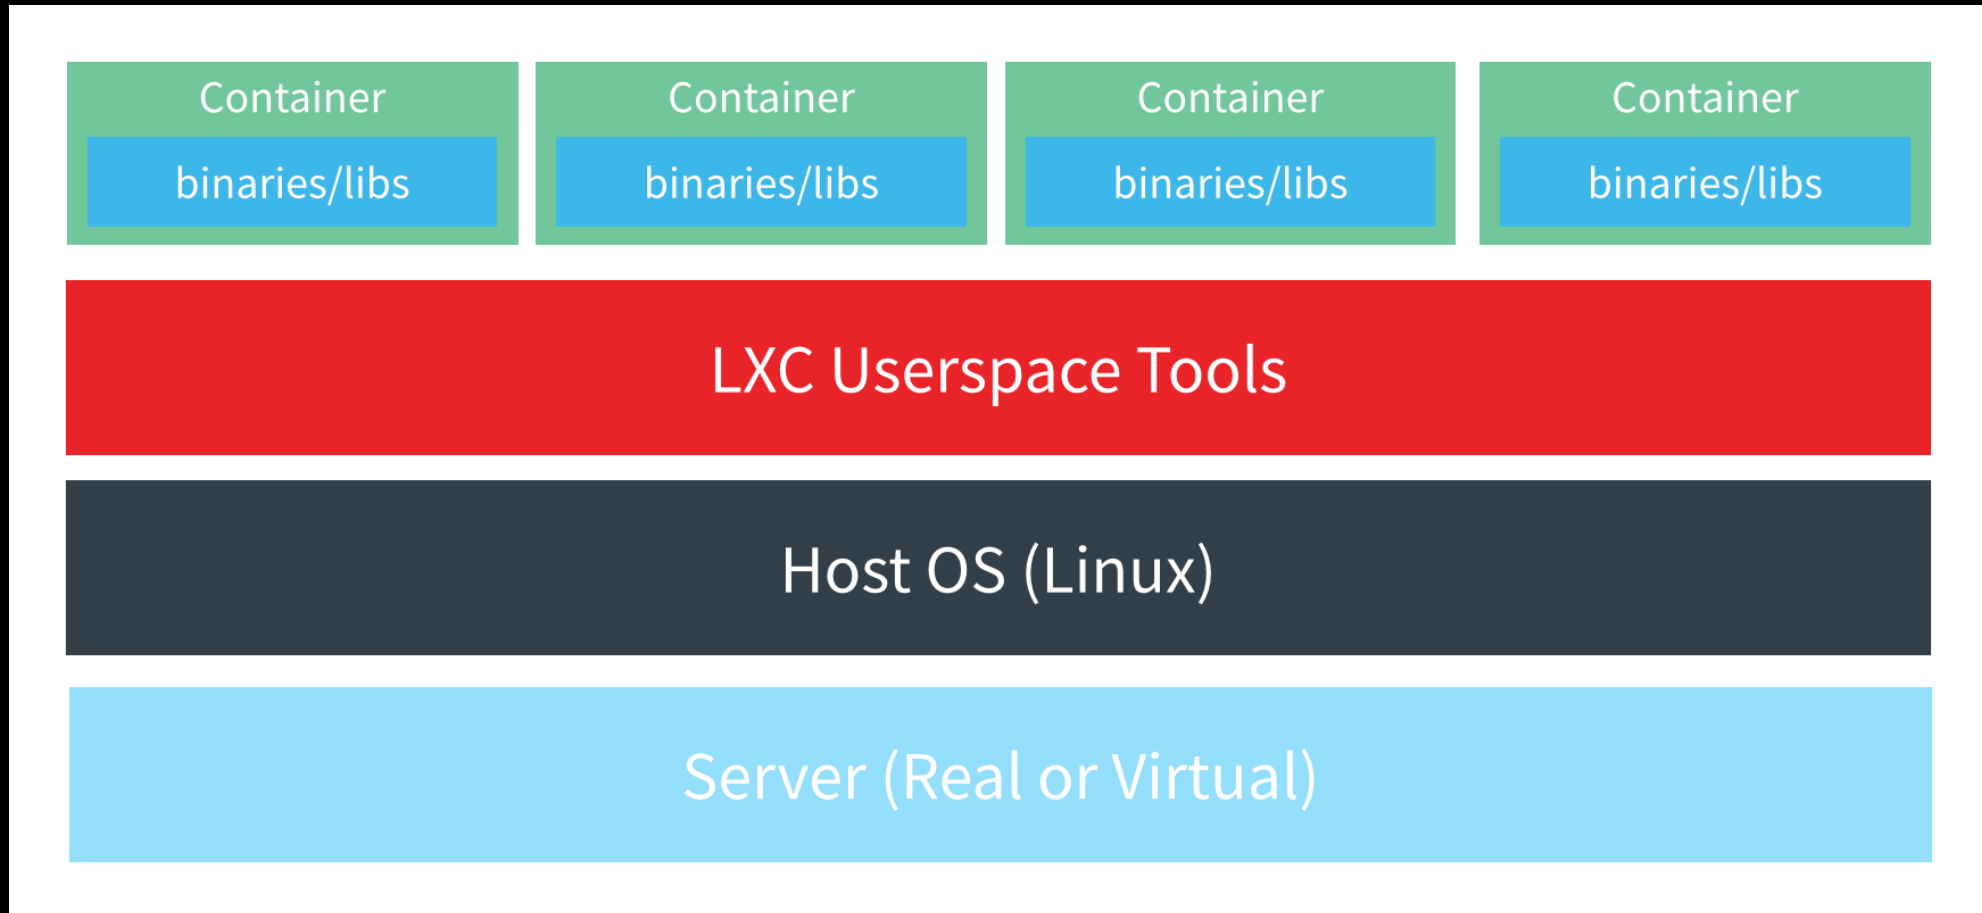 Container Container Container Container
binaries/libs binaries/libs binaries/libs binaries/libs
LXC Userspace Tools
Host OS (Linux)
Server (Real or Virtual)